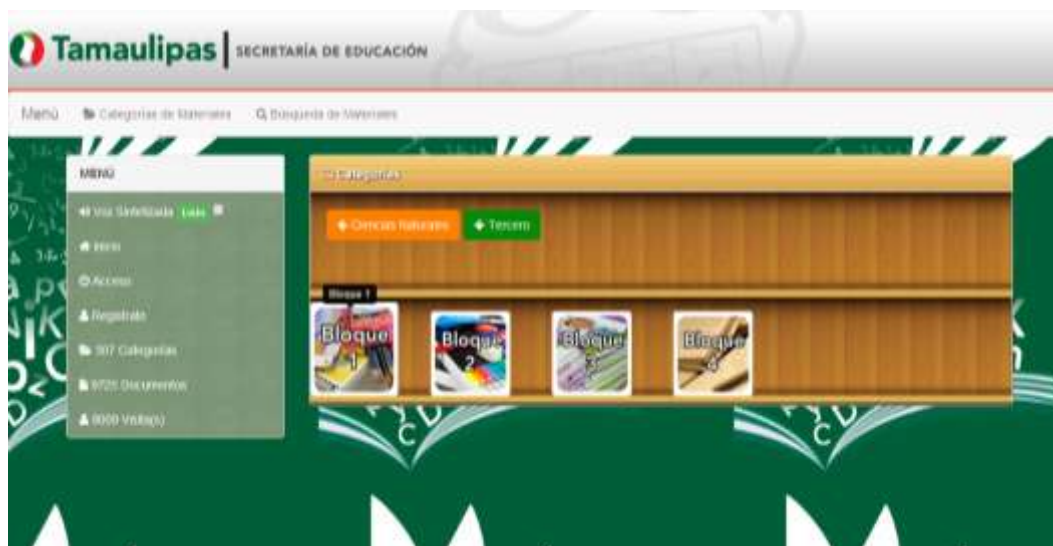 Tamaulipas SECRETARÍA DE EDUCACIÓN
Menú Categorías de Materiales Búsqueda de Materiales
MENÚ
Voz Sintetizada
Inicio
Acceso
Registrate
Categorías
9725 Documentos
Visita(s)
Categorías
Ciencias Naturales Tercero
Bloque 1
Bloque 1
Bloque 2
Bloque 3
Bloque 4